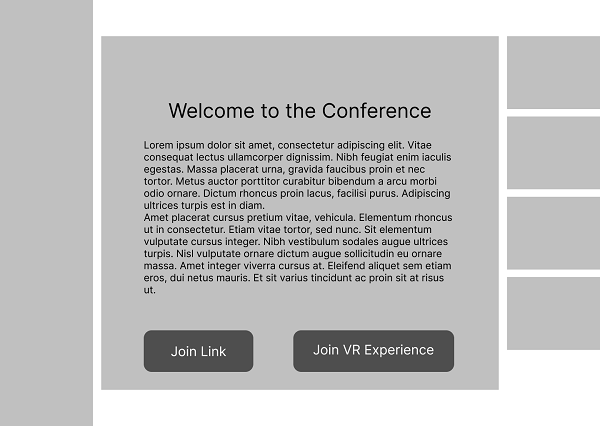 Welcome to the Conference
Lorem ipsum dolor sit amet, consectetur adipiscing elit. Vitae
consequat lectus ullamcorper dignissim. Nibh feugiat enim iaculis
egestas. Massa placerat urna, gravida faucibus proin et nec
tortor. Metus auctor porttitor curabitur bibendum a arcu morbi
odio ornare. Dictum rhoncus proin lacus, facilisi purus. Adipiscing
ultrices turpis est in diam.
Amet placerat cursus pretium vitae, vehicula. Elementum rhoncus
ut in consectetur. Etiam vitae tortor, sed nunc. Sit elementum
vulputate cursus integer. Nibh vestibulum sodales augue ultrices
turpis. Nisl vulputate ornare dictum augue sollicitudin eu ornare
massa. Amet integer viverra cursus at. Eleifend aliquet sem etiam
eros, dui netus mauris. Et sit varius tincidunt ac proin sit at risus
ut.
Join Link
Join VR Experience